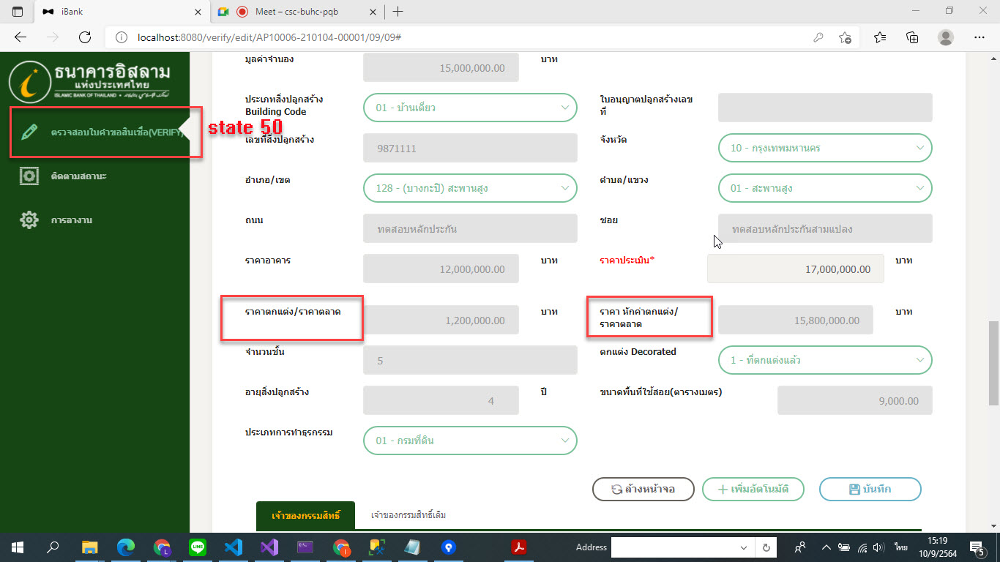 iBank
Meet – csc-buhc-pqb
localhost:8080/verify/edit/AP10006-210104-00001/09/09#
ธนาคารอิสลาม
แห่งประเทศไทย
ISLAMIC BANK OF THAILAND
ตรวจสอบใบคำขอสินเชื่อ(VERIFY)
state 50
ติดตามสถานะ
การลางาน
มูลค่าจำนอง 15,000,000.00 บาท
ประเภทสิ่งปลูกสร้าง
Building Code
01 - บ้านเดี่ยว
ใบอนุญาตปลูกสร้างเลข
ที่
เลขที่สิ่งปลูกสร้าง 9871111
จังหวัด 10 - กรุงเทพมหานคร
อำเภอ/เขต 128 - (บางกะปิ) สะพานสูง
ตำบล/แขวง 01 - สะพานสูง
ถนน ทดสอบหลักประกัน
ซอย ทดสอบหลักประกันสามแปลง
ราคาอาคาร 12,000,000.00 บาท
ราคาประเมิน* 17,000,000.00 บาท
ราคาตกแต่ง/ราคาตลาด 1,200,000.00 บาท
ราคา หักค่าตกแต่ง/
ราคาตลาด
15,800,000.00 บาท
จำนวนชั้น 5
ตกแต่ง Decorated 1 - ที่ตกแต่งแล้ว
อายุสิ่งปลูกสร้าง 4 ปี
ขนาดพื้นที่ใช้สอย(ตารางเมตร) 9,000.00
ประเภทการทำธุรกรรม 01 - กรมที่ดิน
ล้างหน้าจอ
เพิ่มอัตโนมัติ
บันทึก
เจ้าของกรรมสิทธิ์
เจ้าของกรรมสิทธิ์เดิม
Address
ไทย
15:19
10/9/2564
5